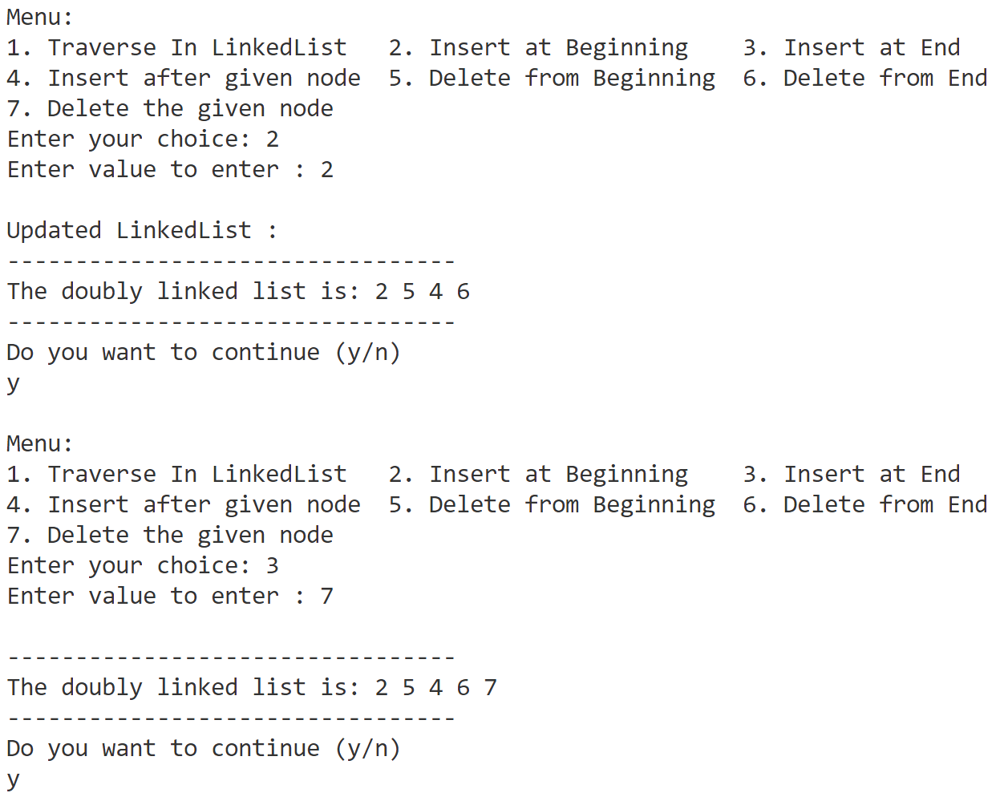 Menu:
1. Traverse In LinkedList   2. Insert at Beginning    3. Insert at End
4. Insert after given node  5. Delete from Beginning  6. Delete from End
7. Delete the given node
Enter your choice: 2
Enter value to enter : 2

Updated LinkedList :
---------------------------------
The doubly linked list is: 2 5 4 6
---------------------------------
Do you want to continue (y/n)
y

Menu:
1. Traverse In LinkedList   2. Insert at Beginning    3. Insert at End
4. Insert after given node  5. Delete from Beginning  6. Delete from End
7. Delete the given node
Enter your choice: 3
Enter value to enter : 7

---------------------------------
The doubly linked list is: 2 5 4 6 7
---------------------------------
Do you want to continue (y/n)
y